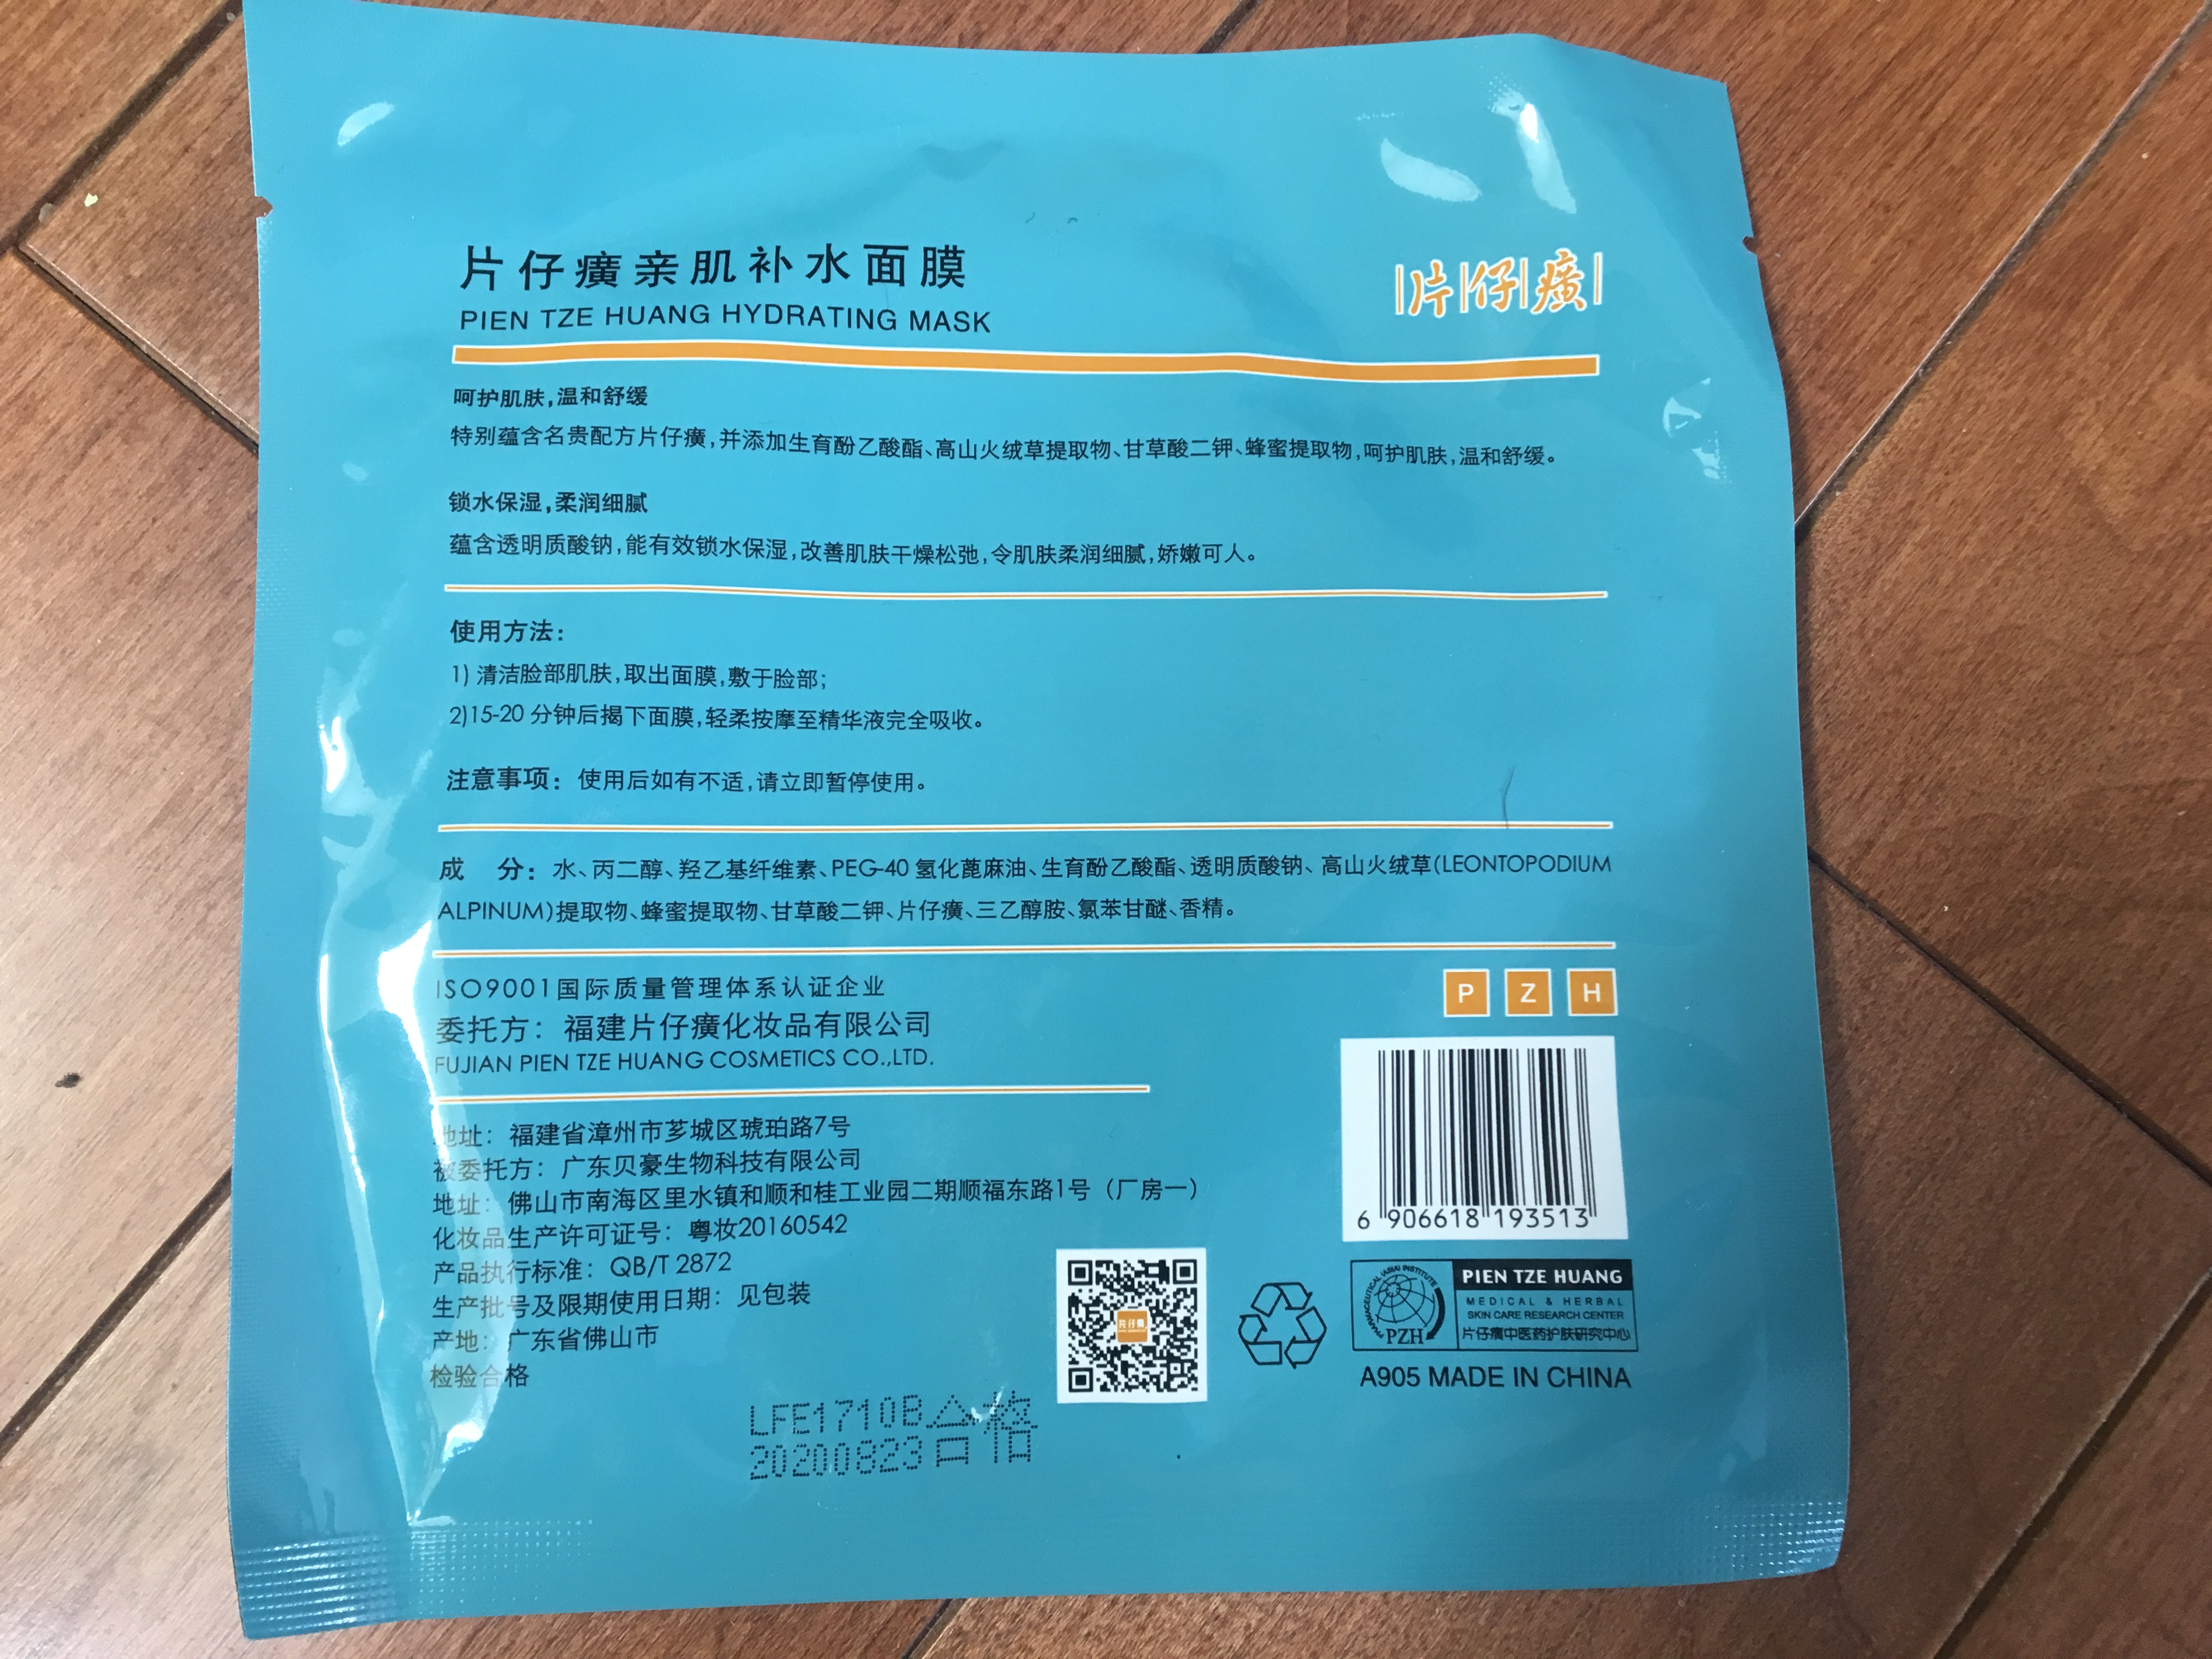 片仔癀亲肌补水面膜
PIEN TZE HUANG HYDRATING MASK
片仔癀
呵护肌肤,温和舒缓
特别蕴含名贵配方片仔癀,并添加生育酚乙酸酯、高山火绒草提取物、甘草酸二钾、蜂蜜提取物,呵护肌肤,温和舒缓。
锁水保湿,柔润细腻
蕴含透明质酸钠,能有效锁水保湿,改善肌肤干燥松弛,令肌肤柔润细腻,娇嫩可人。
使用方法:
1) 清洁脸部肌肤,取出面膜,敷于脸部;
2)15-20 分钟后揭下面膜,轻柔按摩至精华液完全吸收。
注意事项: 使用后如有不适,请立即暂停使用。
成 分: 水、丙二醇、羟乙基纤维素、PEG-40 氢化蓖麻油、生育酚乙酸酯、透明质酸钠、高山火绒草(LEONTOPODIUM
ALPINUM)提取物、蜂蜜提取物、甘草酸二钾、片仔癀、三乙醇胺、氯苯甘醚、香精。
ISO9001国际质量管理体系认证企业
委托方: 福建片仔癀化妆品有限公司
FUJIAN PIEN TZE HUANG COSMETICS CO.,LTD.
地址: 福建省漳州市芗城区琥珀路7号
被委托方: 广东贝豪生物科技有限公司
地址: 佛山市南海区里水镇和顺和桂工业园二期顺福东路1号(厂房一)
化妆品生产许可证号: 粤妆20160542
产品执行标准: QB/T 2872
生产批号及限期使用日期: 见包装
产地: 广东省佛山市
检验合格
P Z H
6 906618 193513
片仔癀
PHARMACEUTICAL (ASIA) INSTITUTE
PZH
PIEN TZE HUANG
MEDICAL & HERBAL
SKIN CARE RESEARCH CENTER
片仔癀中医药护肤研究中心
A905 MADE IN CHINA
LFE1710B 合格
20200823